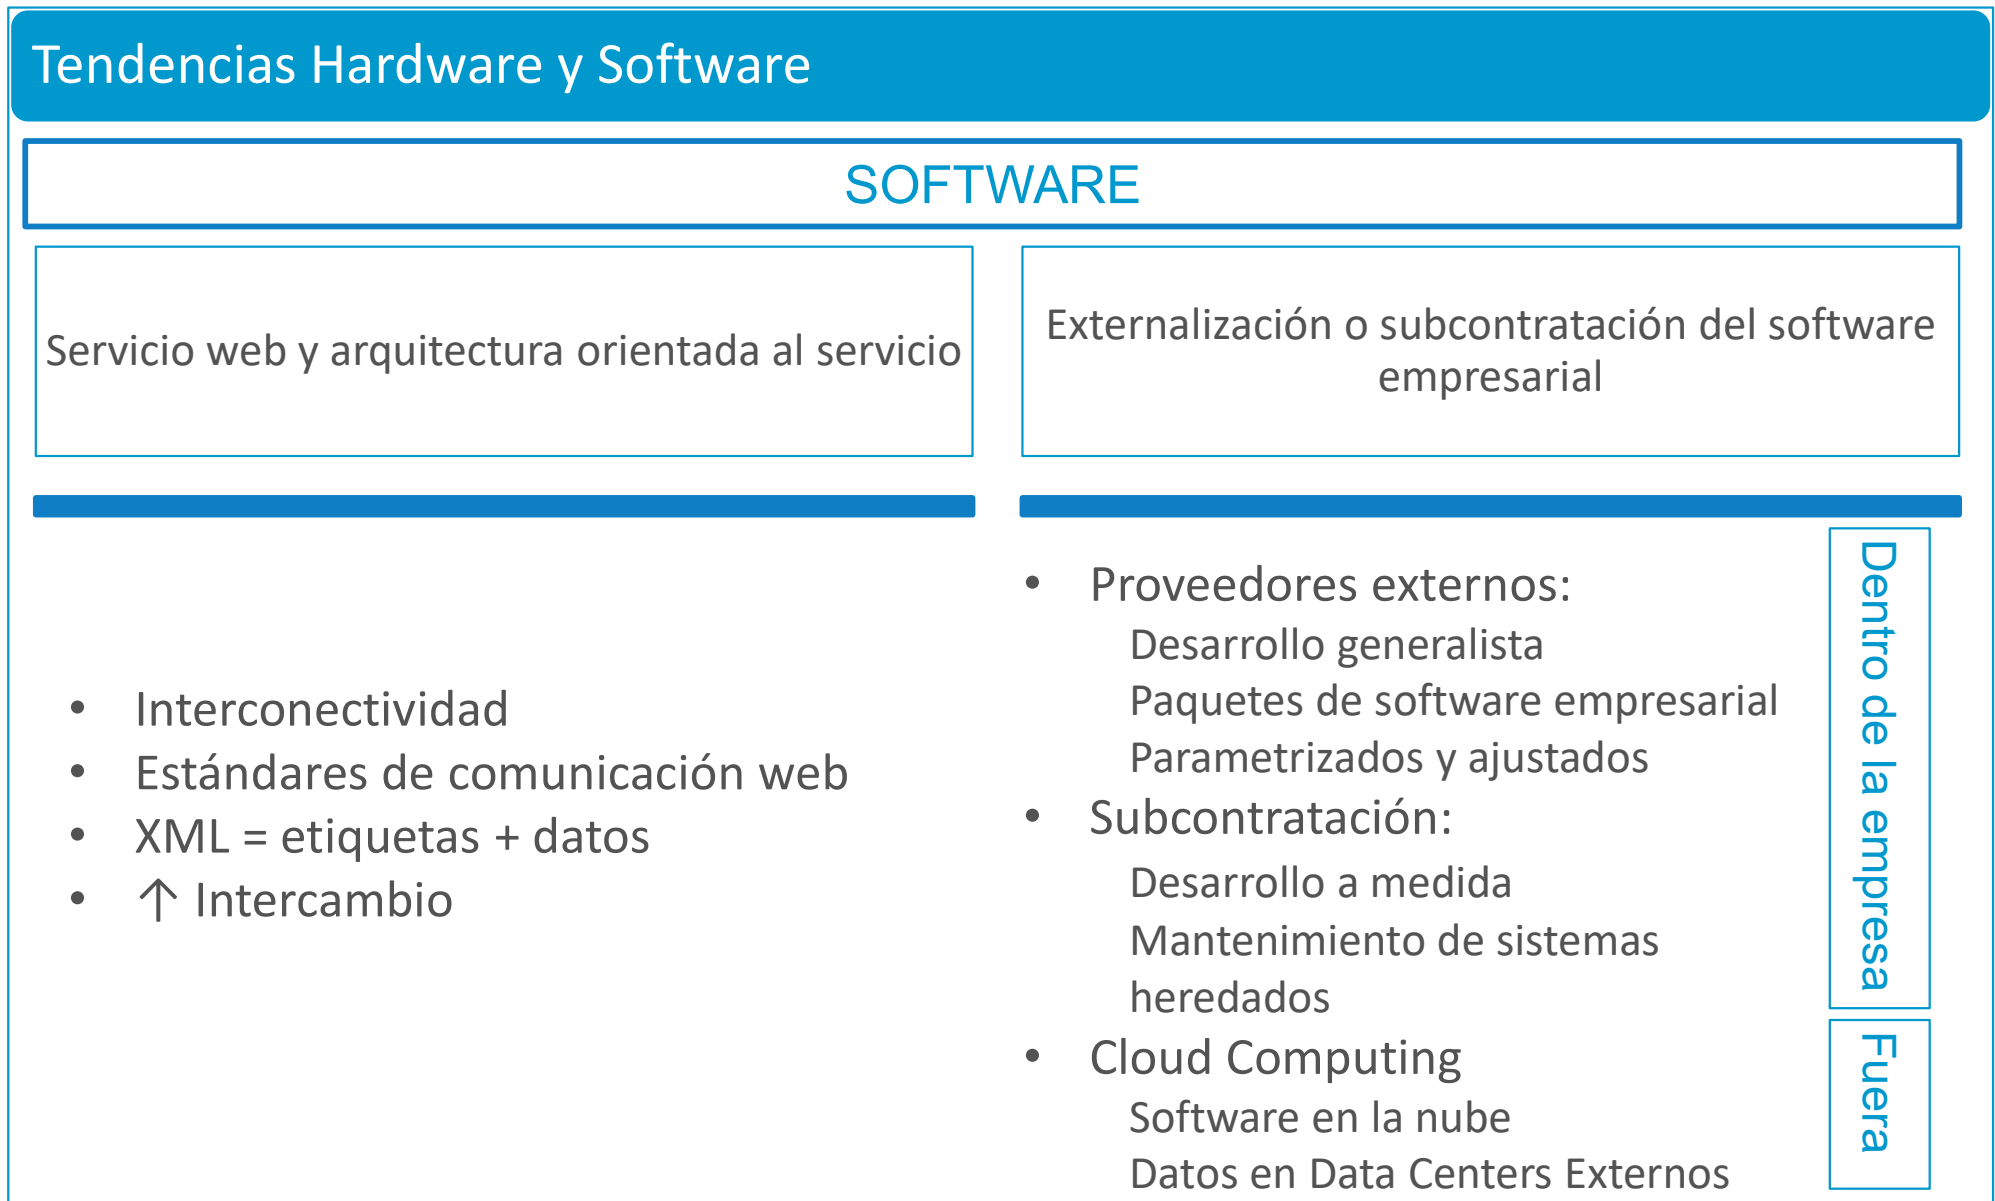 Tendencias Hardware y Software
SOFTWARE
Servicio web y arquitectura orientada al servicio
Externalización o subcontratación del software
empresarial
• Interconectividad
• Estándares de comunicación web
• XML = etiquetas + datos
• ↑ Intercambio
• Proveedores externos:
Desarrollo generalista
Paquetes de software empresarial
Parametrizados y ajustados
• Subcontratación:
Desarrollo a medida
Mantenimiento de sistemas
heredados
• Cloud Computing
Software en la nube
Datos en Data Centers Externos
Dentro de la empresa
Fuera